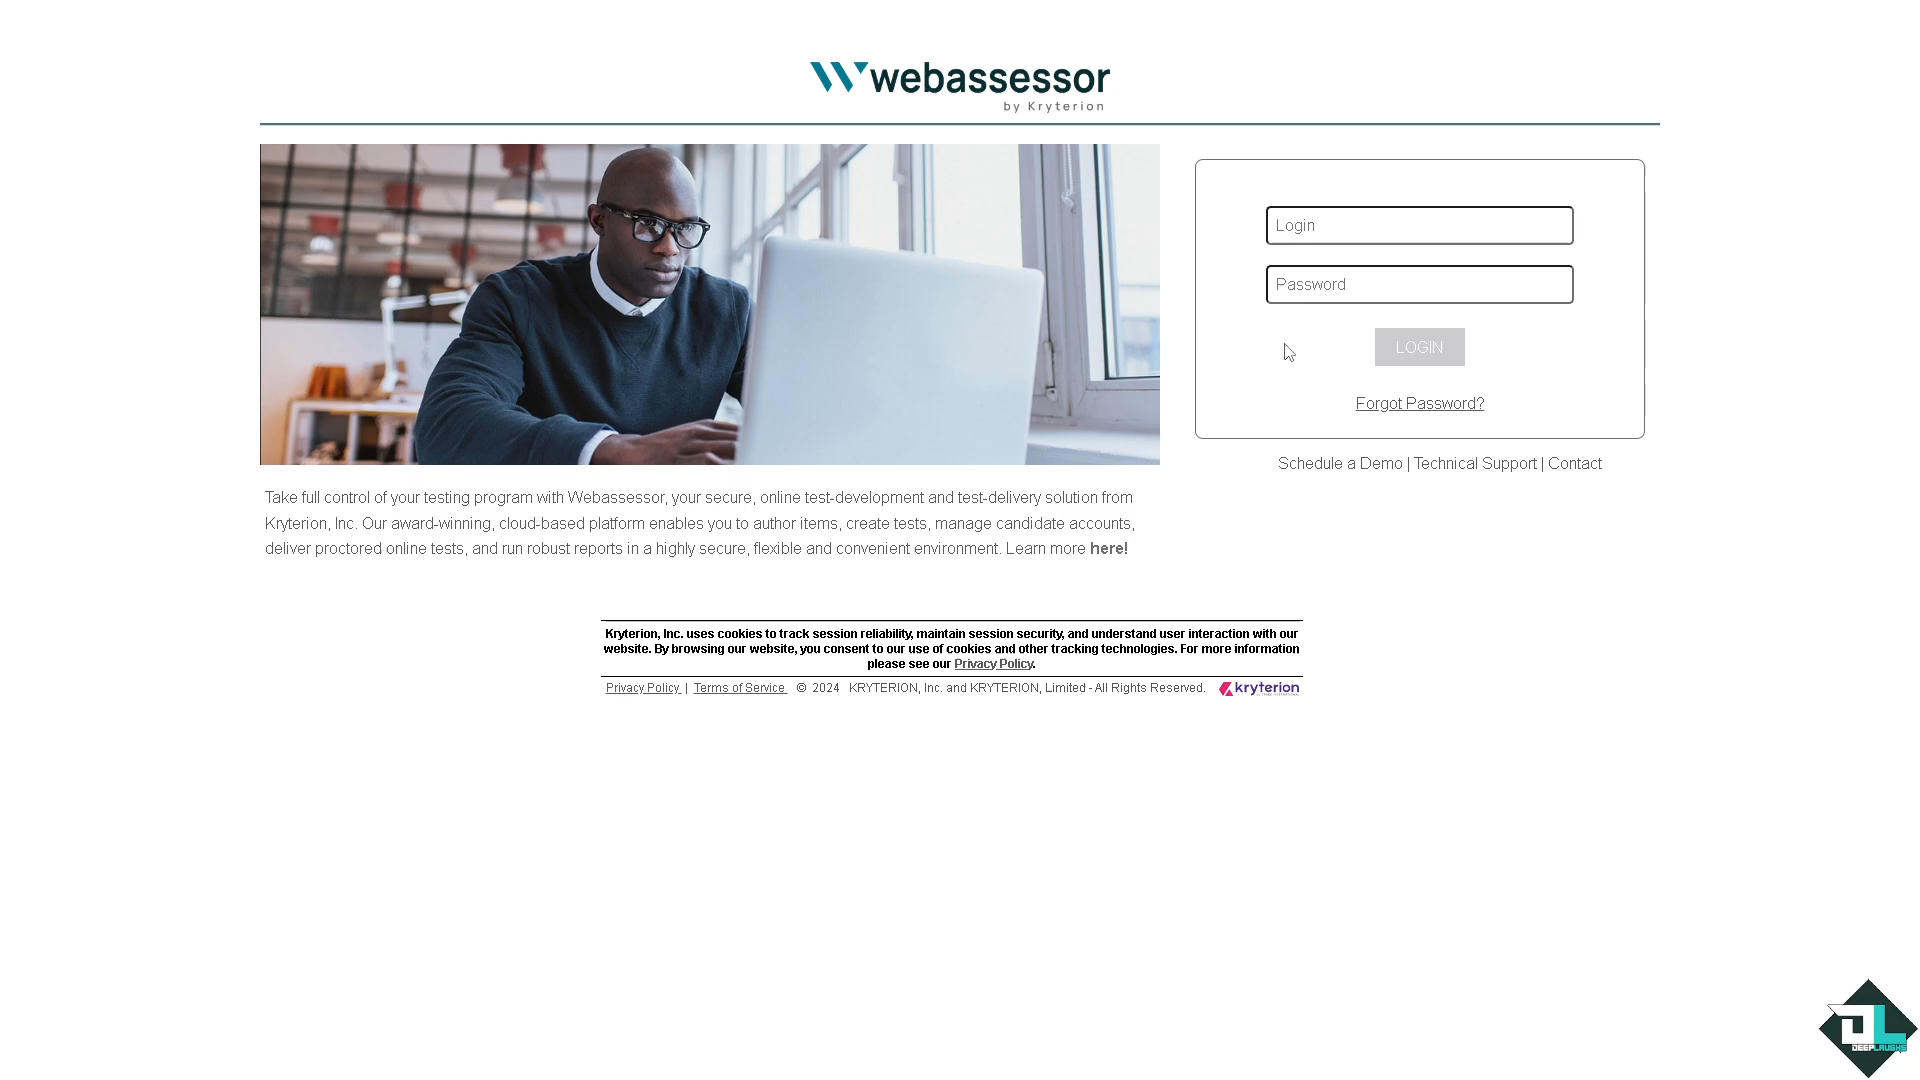 webassessor
by Kryterion
Login
Password
LOGIN
Forgot Password?
Schedule a Demo | Technical Support | Contact
Take full control of your testing program with Webassessor, your secure, online test-development and test-delivery solution from
Kryterion, Inc. Our award-winning, cloud-based platform enables you to author items, create tests, manage candidate accounts,
deliver proctored online tests, and run robust reports in a highly secure, flexible and convenient environment. Learn more here!
Kryterion, Inc. uses cookies to track session reliability, maintain session security, and understand user interaction with our
website. By browsing our website, you consent to our use of cookies and other tracking technologies. For more information
please see our Privacy Policy.
Privacy Policy | Terms of Service © 2024 KRYTERION, Inc. and KRYTERION, Limited - All Rights Reserved. kryterion
DL
DEEPLAUGHS